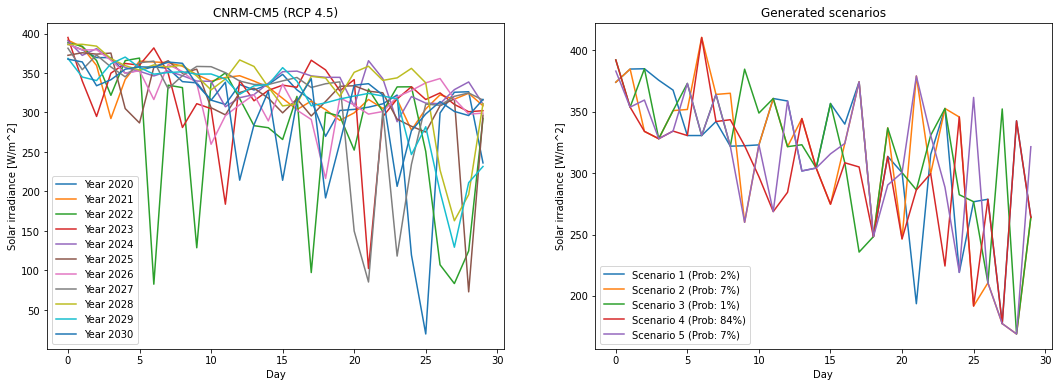 CNRM-CM5 (RCP 4.5)
Solar irradiance [W/m^2]
400
350
300
250
200
150
100
50
Year 2020
Year 2021
Year 2022
Year 2023
Year 2024
Year 2025
Year 2026
Year 2027
Year 2028
Year 2029
Year 2030
0 5 10 15 20 25 30
Day
Generated scenarios
Solar irradiance [W/m^2]
400
350
300
250
200
Scenario 1 (Prob: 2%)
Scenario 2 (Prob: 7%)
Scenario 3 (Prob: 1%)
Scenario 4 (Prob: 84%)
Scenario 5 (Prob: 7%)
0 5 10 15 20 25 30
Day